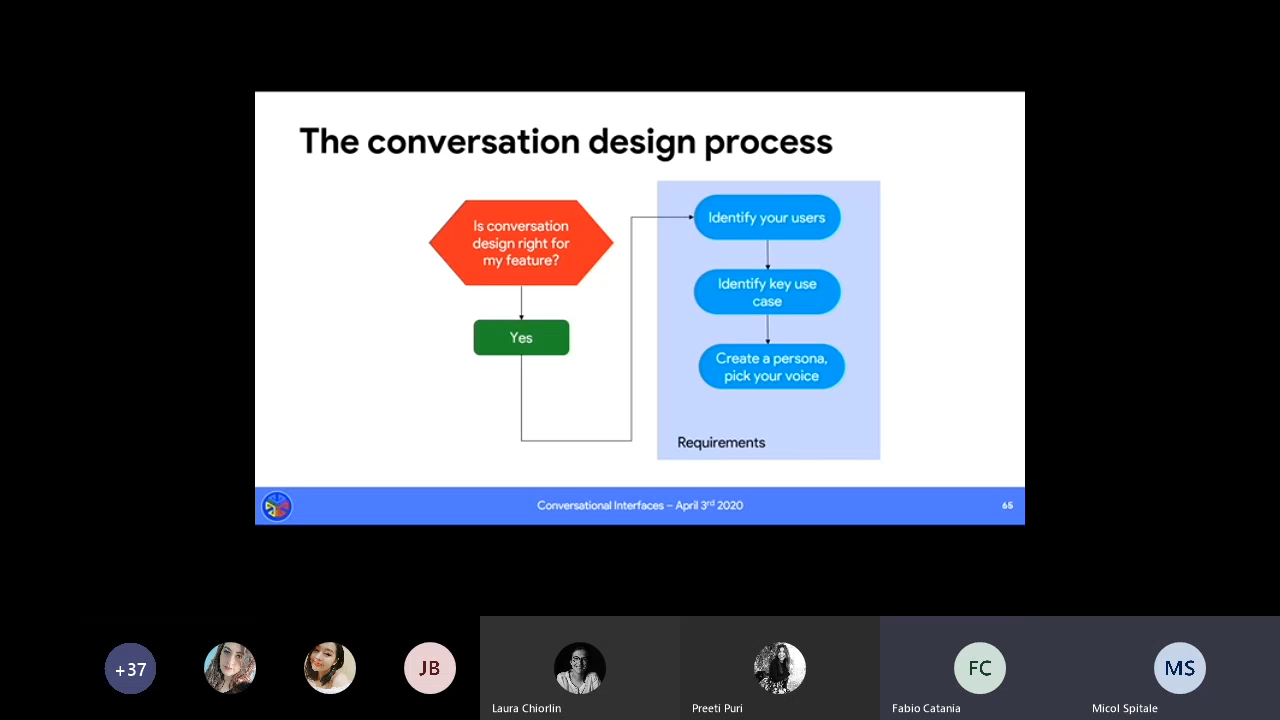 The conversation design process
Is conversation
design right for
my feature?
Yes
Identify your users
Identify key use
case
Create a persona,
pick your voice
Requirements
Conversational Interfaces – April 3rd 2020
65
+37
JB
FC
MS
Laura Chiorlin
Preeti Puri
Fabio Catania
Micol Spitale